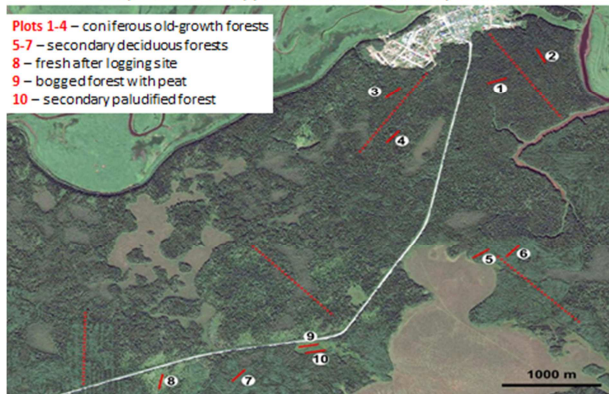 Plots 1-4 – coniferous old-growth forests
5-7 – secondary deciduous forests
8 – fresh after logging site
9 – bogged forest with peat
10 – secondary paludified forest
2
1
3
4
5
6
9
10
8
7
1000 m